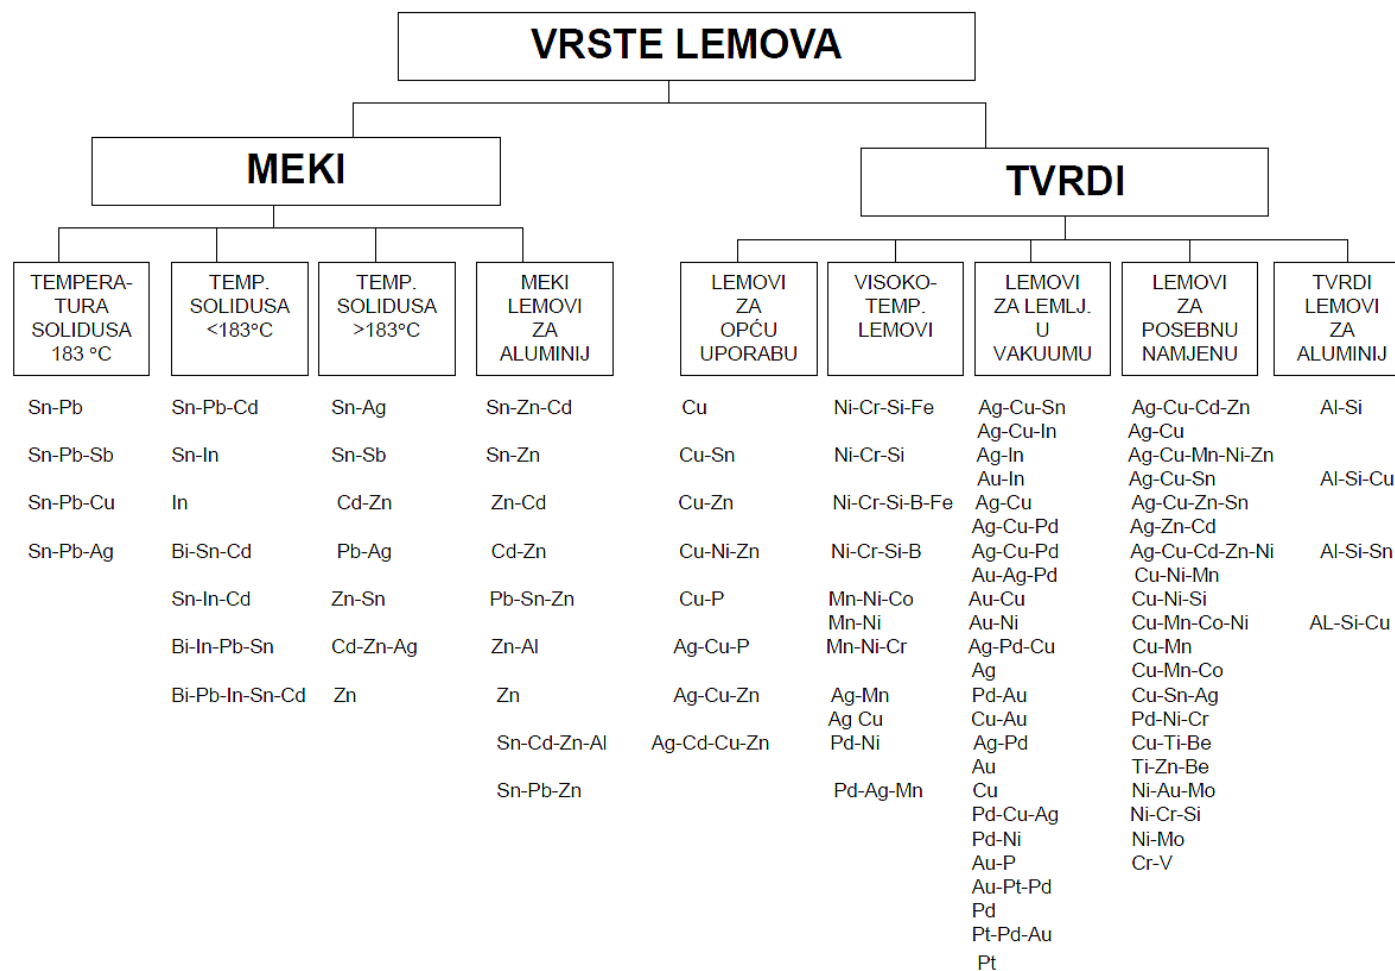 VRSTE LEMOVA
MEKI
TVRDI
TEMPERA-
TURA
SOLIDUSA
183 °C
TEMP.
SOLIDUSA
<183°C
TEMP.
SOLIDUSA
>183°C
MEKI
LEMOVI
ZA
ALUMINIJ
LEMOVI
ZA
OPĆU
UPORABU
VISOKO-
TEMP.
LEMOVI
LEMOVI
ZA LEMLJ.
U
VAKUUMU
LEMOVI
ZA
POSEBNU
NAMJENU
TVRDI
LEMOVI
ZA
ALUMINIJ
Sn-Pb
Sn-Pb-Sb
Sn-Pb-Cu
Sn-Pb-Ag
Sn-Pb-Cd
Sn-In
In
Bi-Sn-Cd
Sn-In-Cd
Bi-In-Pb-Sn
Bi-Pb-In-Sn-Cd
Sn-Ag
Sn-Sb
Cd-Zn
Pb-Ag
Zn-Sn
Cd-Zn-Ag
Zn
Sn-Zn-Cd
Sn-Zn
Zn-Cd
Cd-Zn
Pb-Sn-Zn
Zn-Al
Zn
Sn-Cd-Zn-Al
Sn-Pb-Zn
Cu
Cu-Sn
Cu-Zn
Cu-Ni-Zn
Cu-P
Ag-Cu-P
Ag-Cu-Zn
Ag-Cd-Cu-Zn
Ni-Cr-Si-Fe
Ni-Cr-Si
Ni-Cr-Si-B-Fe
Ni-Cr-Si-B
Mn-Ni-Co
Mn-Ni
Mn-Ni-Cr
Ag-Mn
Ag Cu
Pd-Ni
Pd-Ag-Mn
Ag-Cu-Sn
Ag-Cu-In
Ag-In
Au-In
Ag-Cu
Ag-Cu-Pd
Ag-Cu-Pd
Au-Ag-Pd
Au-Cu
Au-Ni
Ag-Pd-Cu
Ag
Pd-Au
Cu-Au
Ag-Pd
Au
Cu
Pd-Cu-Ag
Pd-Ni
Au-P
Au-Pt-Pd
Pd
Pt-Pd-Au
Pt
Ag-Cu-Cd-Zn
Ag-Cu
Ag-Cu-Mn-Ni-Zn
Ag-Cu-Sn
Ag-Cu-Zn-Sn
Ag-Zn-Cd
Ag-Cu-Cd-Zn-Ni
Cu-Ni-Mn
Cu-Ni-Si
Cu-Mn-Co-Ni
Cu-Mn
Cu-Mn-Co
Cu-Sn-Ag
Pd-Ni-Cr
Cu-Ti-Be
Ti-Zn-Be
Ni-Au-Mo
Ni-Cr-Si
Ni-Mo
Cr-V
Al-Si
Al-Si-Cu
Al-Si-Sn
AL-Si-Cu